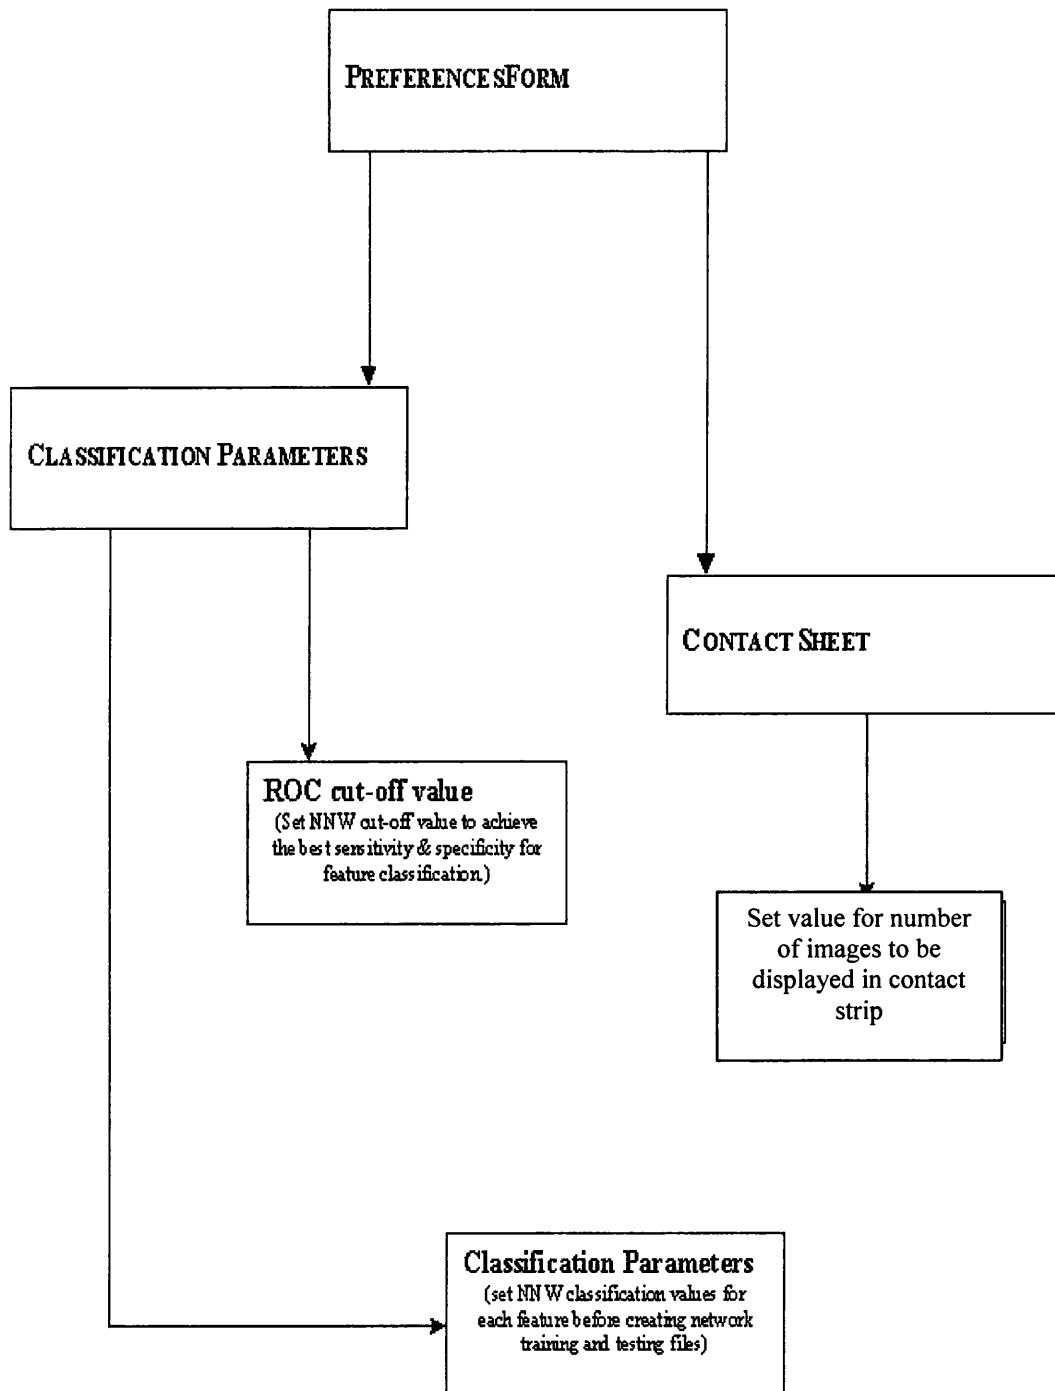 PREFERENCESFORM
CLASSIFICATION PARAMETERS
CONTACT SHEET
ROC cut-off value
(Set NNW cut-off value to achieve
the best sensitivity & specificity for
feature classification.)
Set value for number
of images to be
displayed in contact
strip
Classification Parameters
(set NNW classification values for
each feature before creating network
training and testing files)